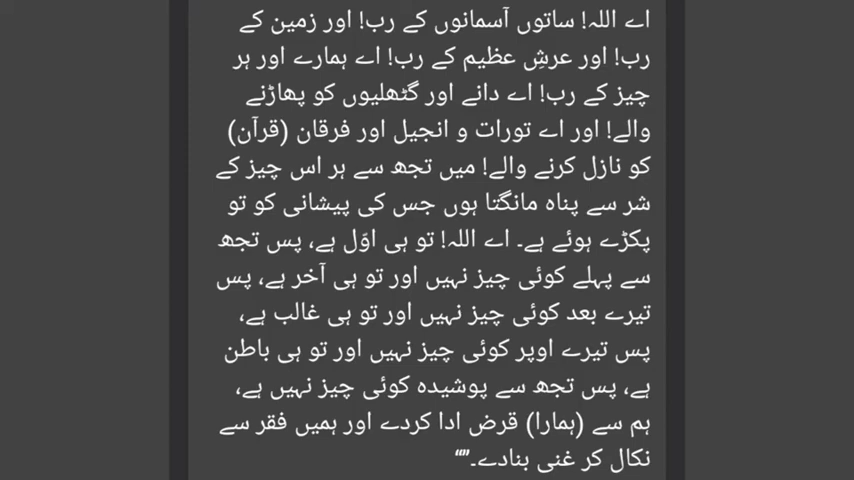 اے اللہ! ساتوں آسمانوں کے رب! اور زمین کے
رب! اور عرشِ عظیم کے رب! اے ہمارے اور ہر
چیز کے رب! اے دانے اور گٹھلیوں کو پھاڑنے
والے! اور اے تورات و انجیل اور فرقان (قرآن)
کو نازل کرنے والے! میں تجھ سے ہر اس چیز کے
شر سے پناہ مانگتا ہوں جس کی پیشانی کو تو
پکڑے ہوئے ہے۔ اے اللہ! تو ہی اوّل ہے، پس تجھ
سے پہلے کوئی چیز نہیں اور تو ہی آخر ہے، پس
تیرے بعد کوئی چیز نہیں اور تو ہی غالب ہے،
پس تیرے اوپر کوئی چیز نہیں اور تو ہی باطن
ہے، پس تجھ سے پوشیدہ کوئی چیز نہیں ہے،
ہم سے (ہمارا) قرض ادا کردے اور ہمیں فقر سے
نکال کر غنی بنادے۔”“